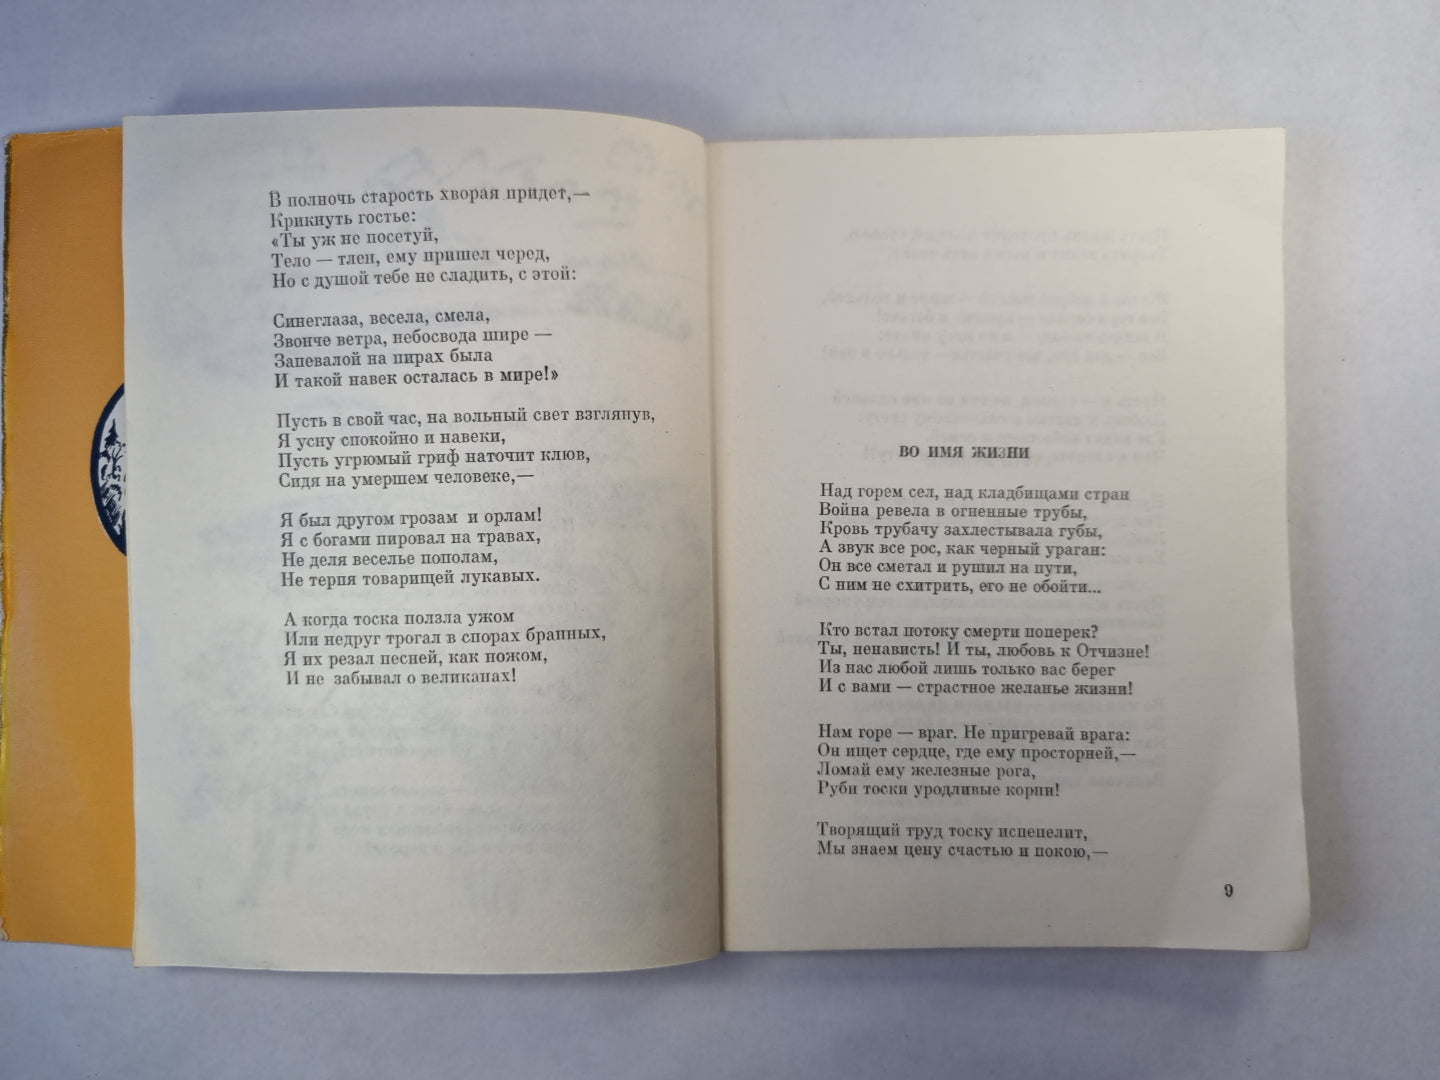 В полночь старость хворая придет,—
Крикнуть гостье:
«Ты уж не посетуй,
Тело — тлен, ему пришел черед,
Но с душой тебе не сладить, с этой:
Синеглаза, весела, смела,
Звонче ветра, небосвода шире —
Запевалой на пирах была
И такой навек осталась в мире!»
Пусть в свой час, на вольный свет взглянув,
Я усну спокойно и навеки,
Пусть угрюмый гриф наточит клюв,
Сидя на умершем человеке,—
Я был другом грозам и орлам!
Я с богами пировал на травах,
Не деля веселье пополам,
Не терпя товарищей лукавых.
А когда тоска ползла ужом
Или недруг трогал в спорах бранных,
Я их резал песней, как ножом,
И не забывал о великанах!
ВО ИМЯ ЖИЗНИ
Над горем сел, над кладбищами стран
Война ревела в огненные трубы,
Кровь трубачу захлестывала губы,
А звук все рос, как черный ураган:
Он все сметал и рушил на пути,
С ним не схитрить, его не обойти...
Кто встал потоку смерти поперек?
Ты, ненависть! И ты, любовь к Отчизне!
Из нас любой лишь только вас берег
И с вами — страстное желанье жизни!
Нам горе — враг. Не пригревай врага:
Он ищет сердце, где ему просторней,—
Ломай ему железные рога,
Руби тоски уродливые корни!
Творящий труд тоску испепелит,
Мы знаем цену счастью и покою,—
9